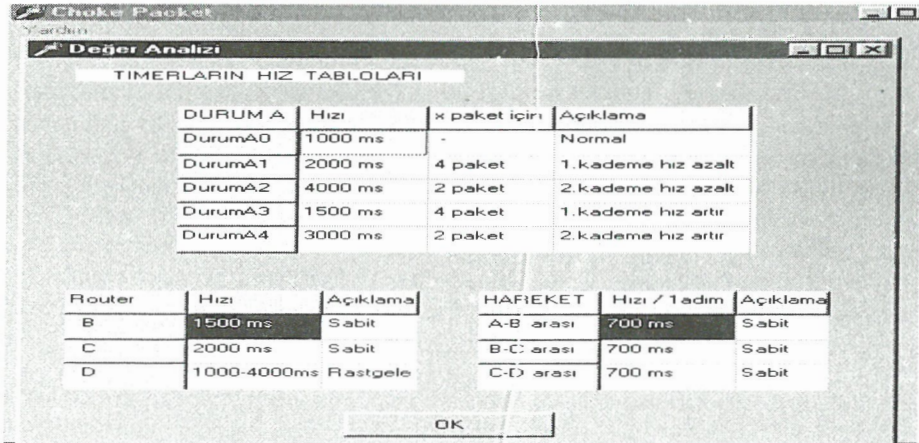 Choke Packet
Yardım
Değer Analizi
TIMERLARIN HIZ TABLOLARI
DURUM A Hızı x paket için Açıklama
DurumA0 1000 ms - Normal
DurumA1 2000 ms 4 paket 1.kademe hız azalt
DurumA2 4000 ms 2 paket 2.kademe hız azalt
DurumA3 1500 ms 4 paket 1.kademe hız artır
DurumA4 3000 ms 2 paket 2.kademe hız artır
Router Hızı Açıklama
B 1500 ms Sabit
C 2000 ms Sabit
D 1000-4000ms Rastgele
HAREKET Hızı / 1adım Açıklama
A-B arası 700 ms Sabit
B-C arası 700 ms Sabit
C-D arası 700 ms Sabit
OK